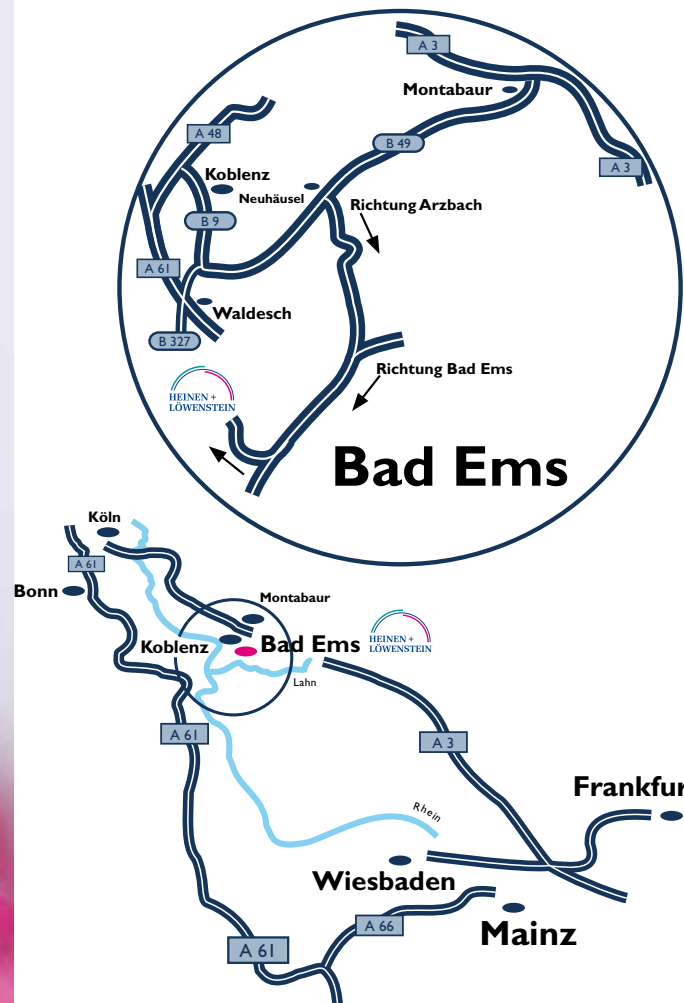 A 3
Montabaur
A 48
B 49
A 3
Koblenz
Neuhäusel
Richtung Arzbach
B 9
A 61
Waldesch
B 327
Richtung Bad Ems
HEINEN +
LÖWENSTEIN
Bad Ems
Köln
A 61
Bonn
Montabaur
Koblenz
Bad Ems
HEINEN +
LÖWENSTEIN
Lahn
A 61
A 3
Frankfur
Rhein
Wiesbaden
A 66
Mainz
A 61